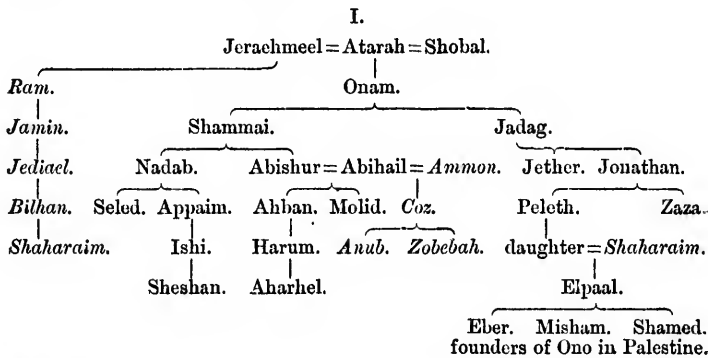 I.
Jerachmeel = Atarah = Shobal.
Ram. Onam.
Jamin. Shammai. Jadag.
Jediael. Nadab. Abishur = Abihail = Ammon. Jether. Jonathan.
Bilhan. Seled. Appaim. Ahban. Molid. Coz. Peleth. Zaza.
Shaharaim. Ishi. Harum. Anub. Zobebah. daughter = Shaharaim.
Sheshan. Aharhel. Elpaal.
Eber. Misham. Shamed.
founders of Ono in Palestine.